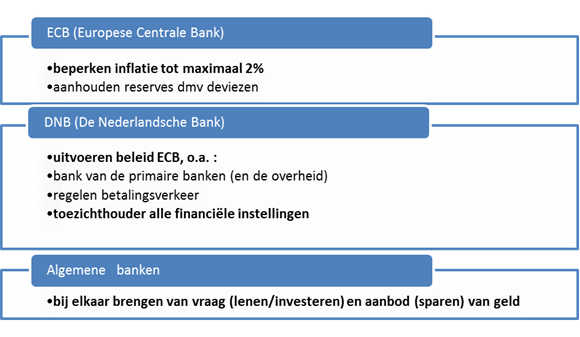 ECB (Europese Centrale Bank)
•beperken inflatie tot maximaal 2%
•aanhouden reserves dmv deviezen
DNB (De Nederlandsche Bank)
•uitvoeren beleid ECB, o.a. :
•bank van de primaire banken (en de overheid)
•regelen betalingsverkeer
•toezichthouder alle financiële instellingen
Algemene banken
•bij elkaar brengen van vraag (lenen/investeren) en aanbod (sparen) van geld